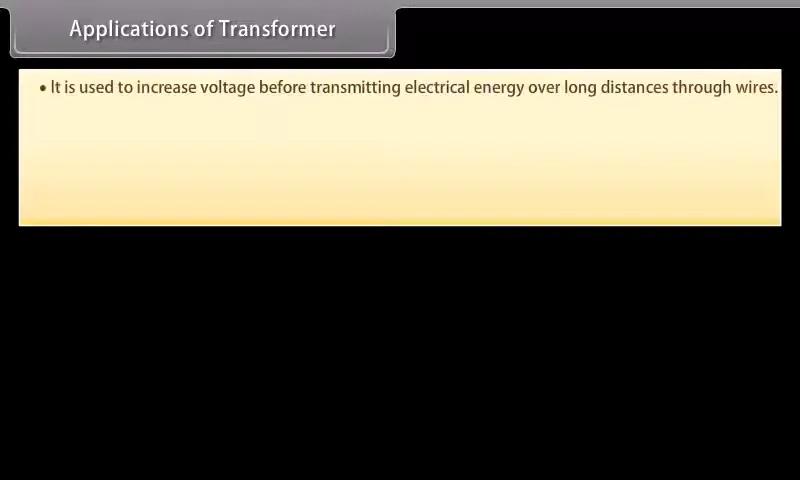 Applications of Transformer
• It is used to increase voltage before transmitting electrical energy over long distances through wires.